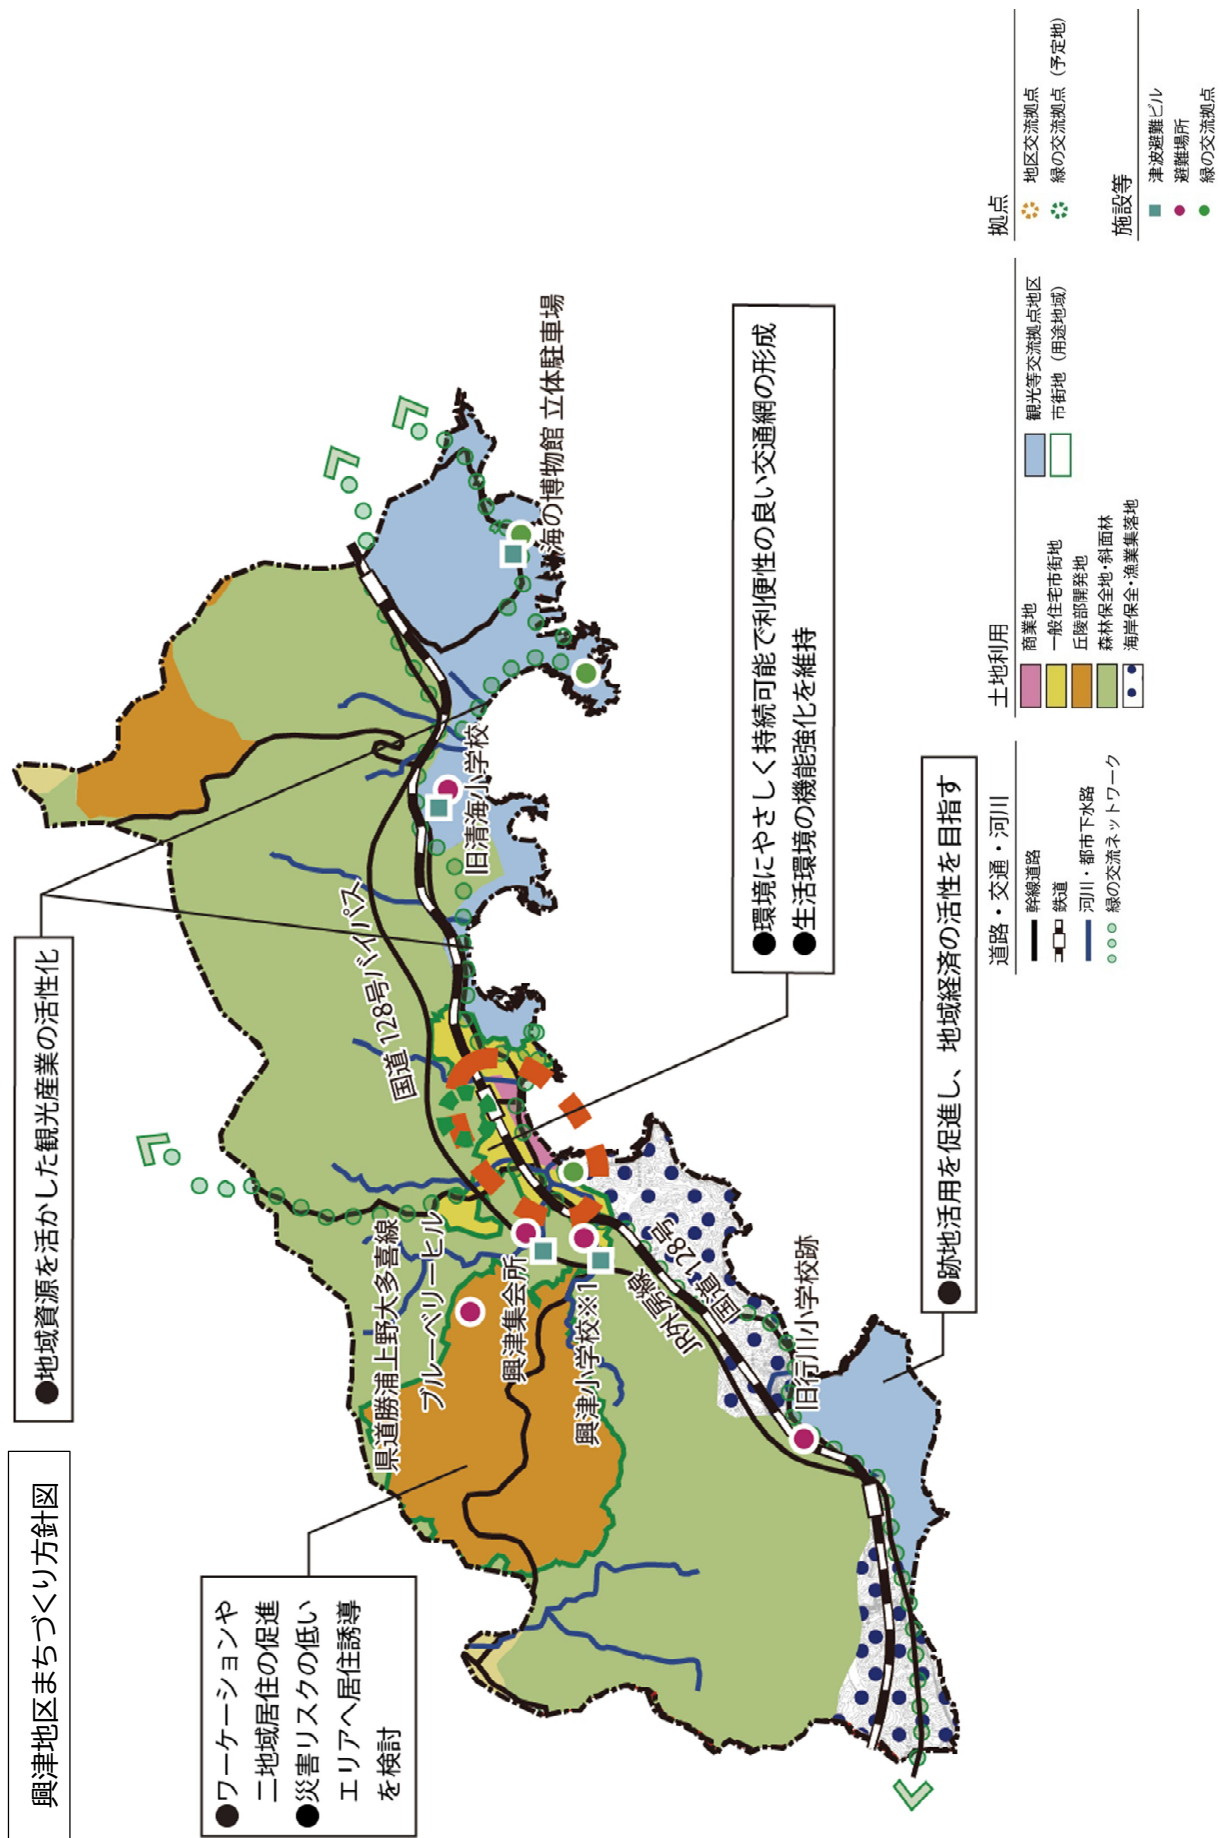 興津地区まちづくり方針図
●地域資源を活かした観光産業の活性化
●ワーケーションや
二地域居住の促進
●災害リスクの低い
エリアへ居住誘導
を検討
県道勝浦上野大多喜線
ブルーベリーヒル
国道128号バイパス
興津集会所
興津小学校※1
旧清海小学校
海の博物館 立体駐車場
JR外房線
国道128号
旧行川小学校跡
●環境にやさしく持続可能で利便性の良い交通網の形成
●生活環境の機能強化を維持
●跡地活用を促進し、地域経済の活性を目指す
道路・交通・河川
幹線道路
鉄道
河川・都市下水路
緑の交流ネットワーク
土地利用
商業地
一般住宅市街地
丘陵部開発地
森林保全地・斜面林
海岸保全・漁業集落地
観光等交流拠点地区
市街地（用途地域）
拠点
地区交流拠点
緑の交流拠点（予定地）
施設等
津波避難ビル
避難場所
緑の交流拠点